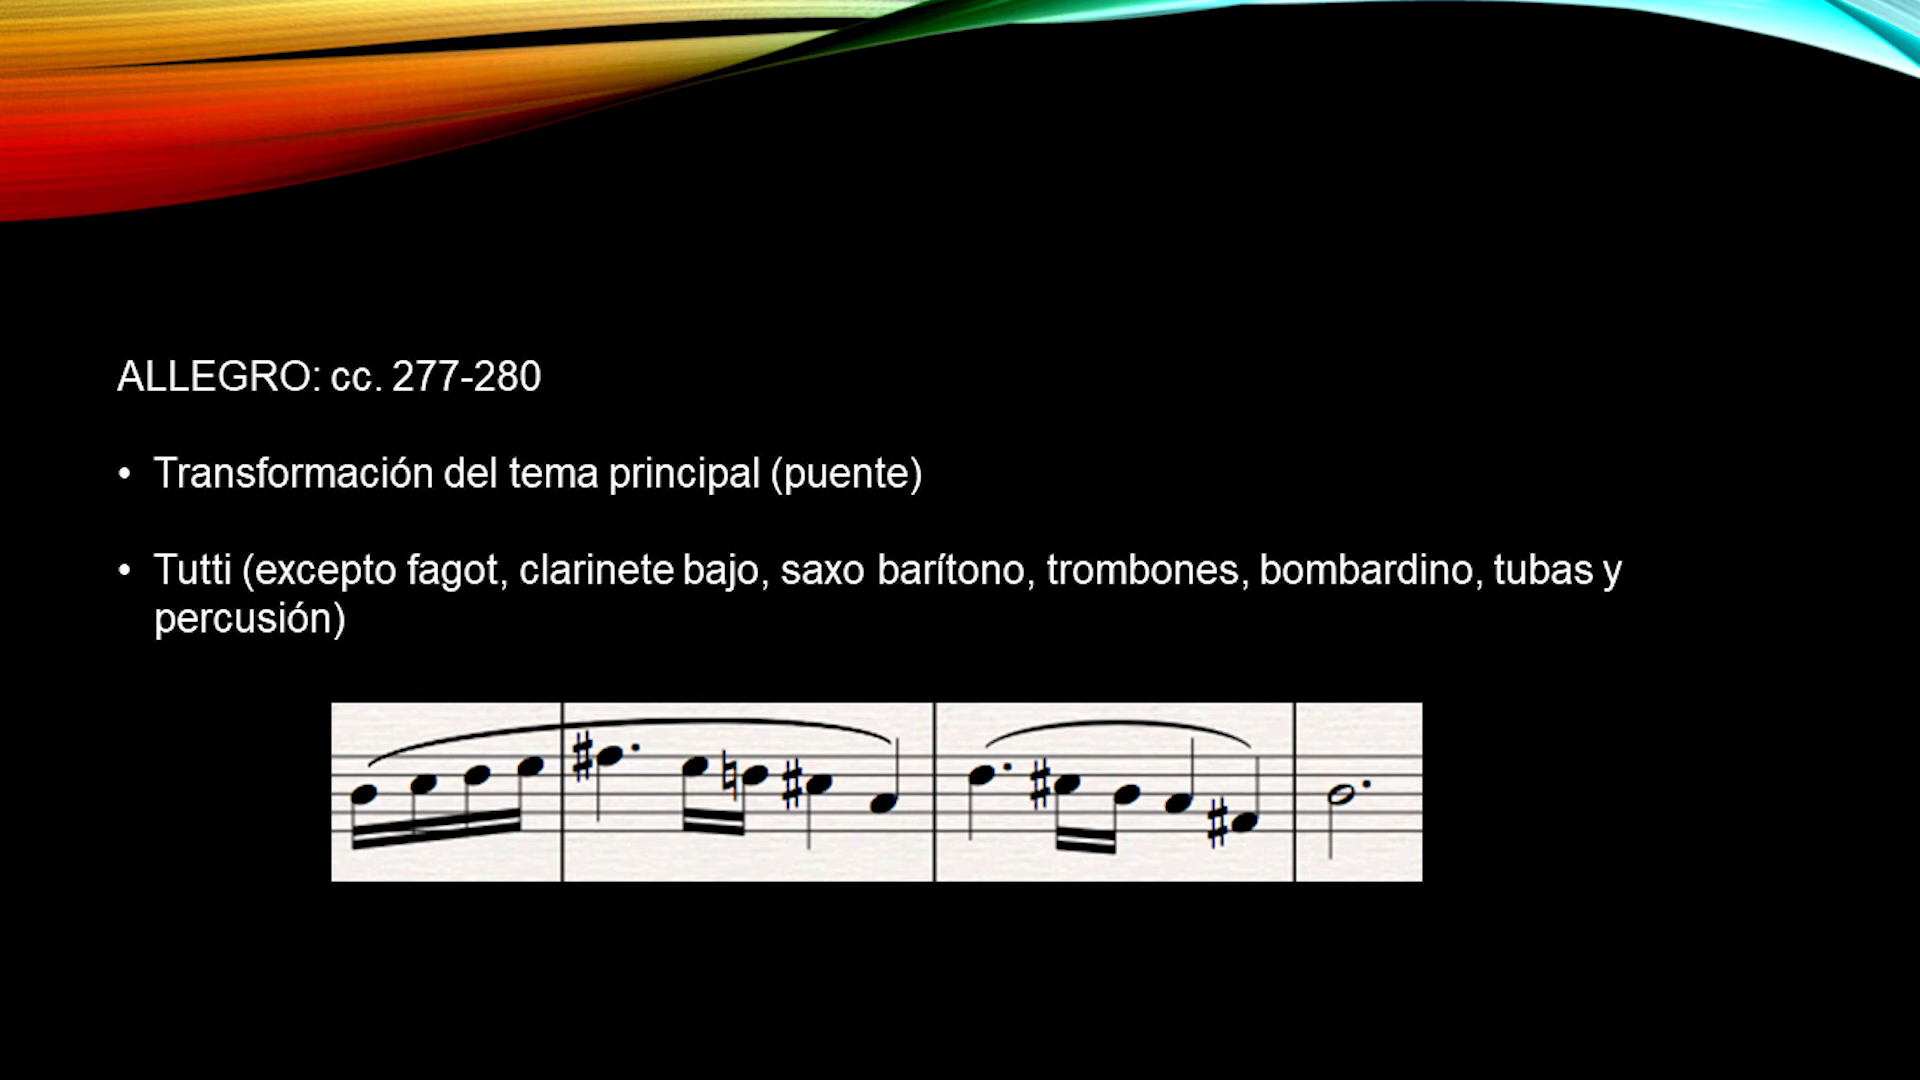 ALLEGRO: cc. 277-280
• Transformación del tema principal (puente)
• Tutti (excepto fagot, clarinete bajo, saxo barítono, trombones, bombardino, tubas y
percusión)